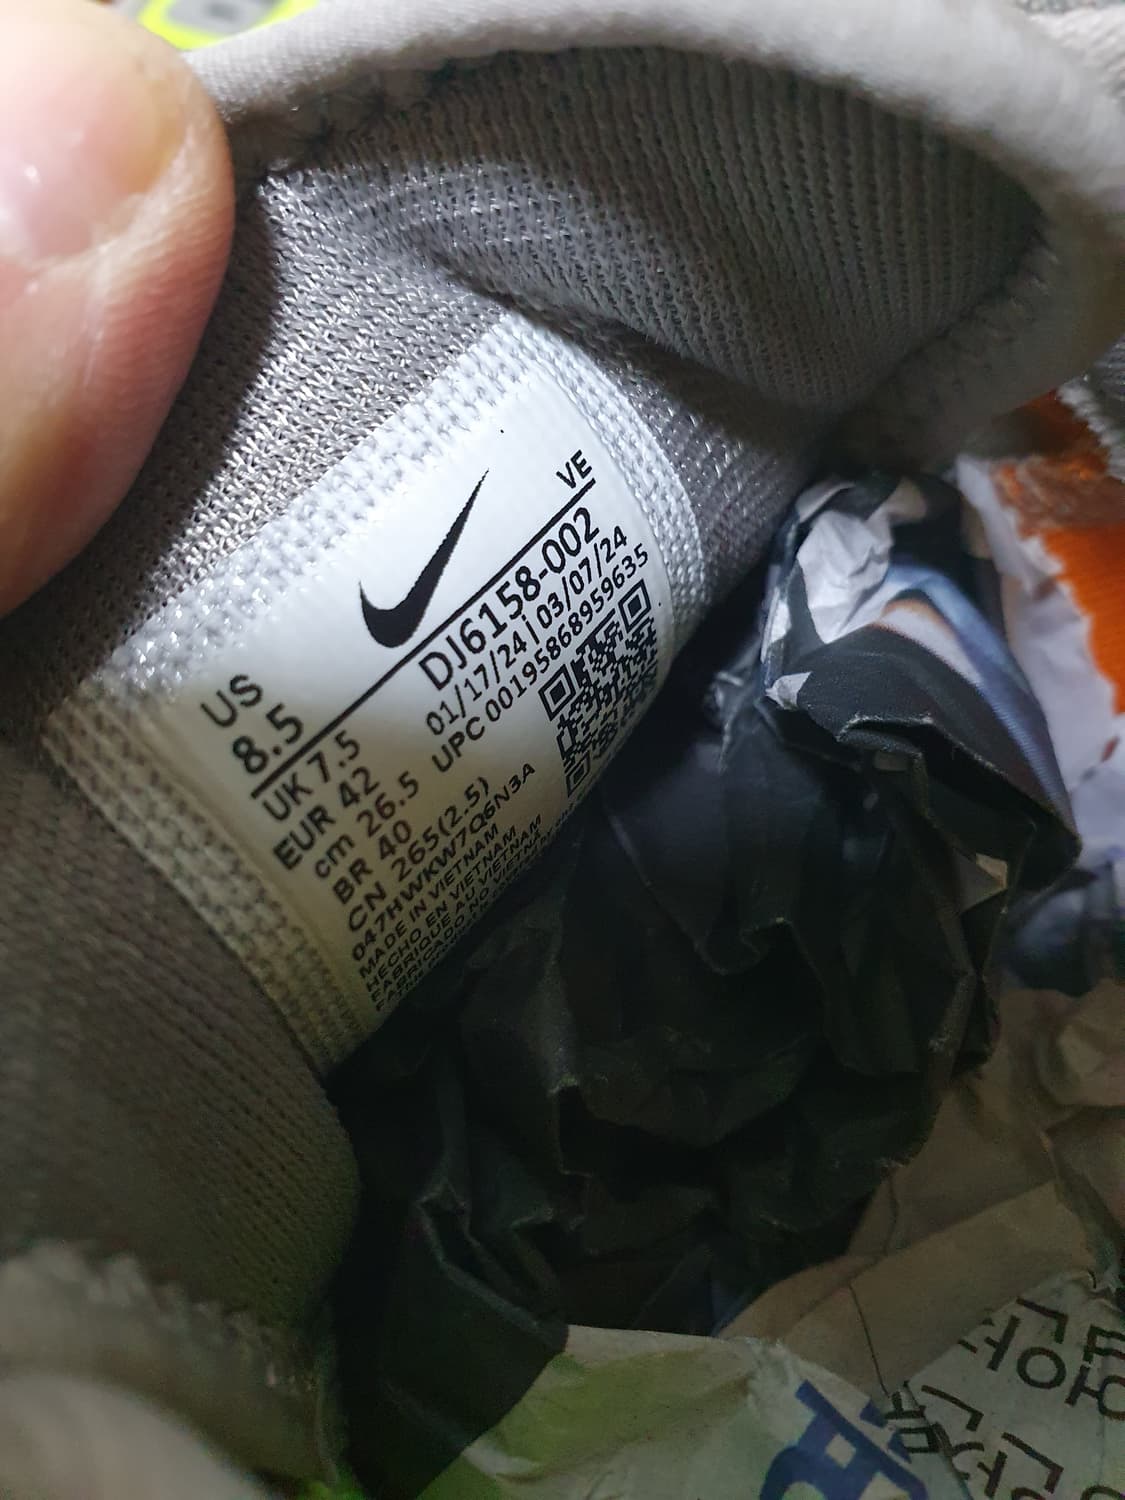 VE
US
8.5
DJ6158-002
UK 7.5
01/17/24 | 03/07/24
EUR 42
UPC 00195868959635
cm 26.5
BR 40
CN 265(2.5)
047HWKW7Q6N3A
MADE IN VIETNAM
HECHO EN VIETNAM
FABRIQUE AU VIETNAM
FABRICADO NO